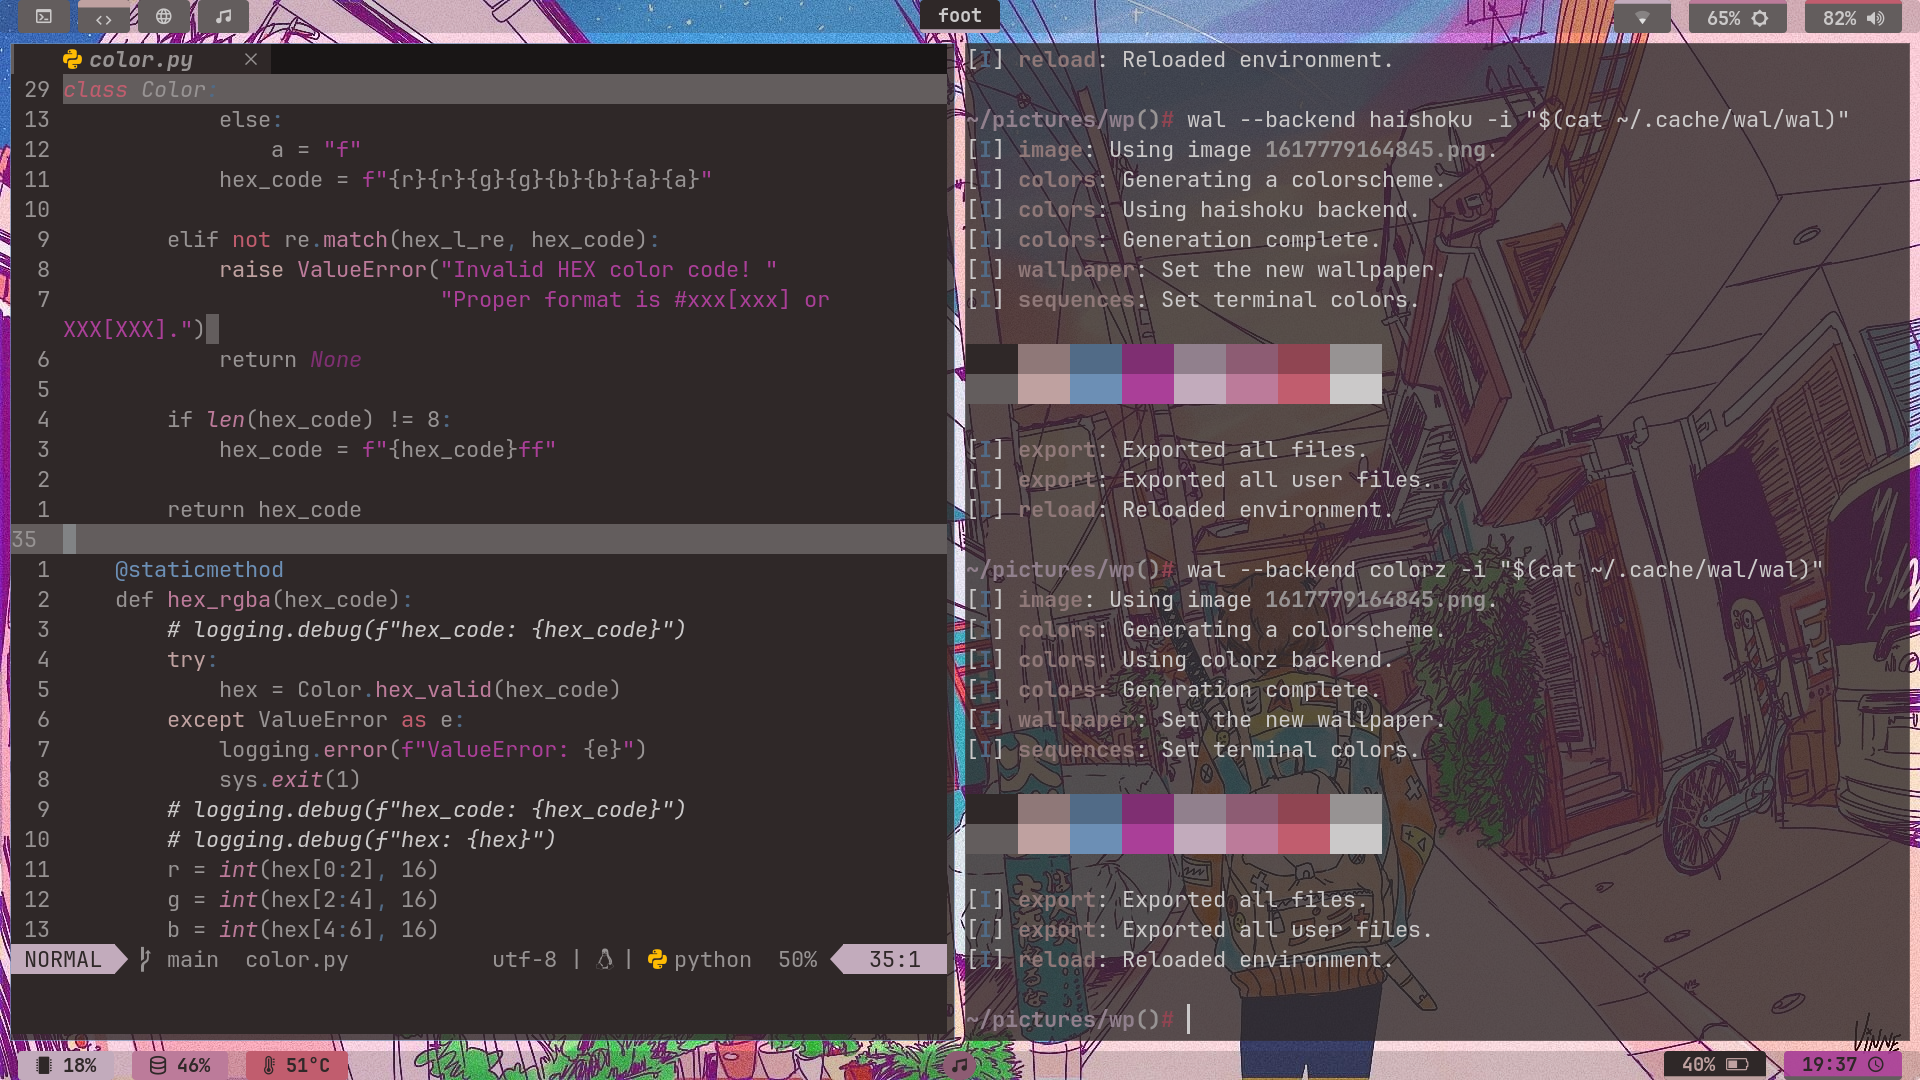 foot
65%
82%
color.py
29 class Color:
13 else:
12 a = "f"
11 hex_code = f"{r}{r}{g}{g}{b}{b}{a}{a}"
10
9 elif not re.match(hex_l_re, hex_code):
8 raise ValueError("Invalid HEX color code! "
7 "Proper format is #xxx[xxx] or
XXX[XXX].")
6 return None
5
4 if len(hex_code) != 8:
3 hex_code = f"{hex_code}ff"
2
1 return hex_code
35
1 @staticmethod
2 def hex_rgba(hex_code):
3 # logging.debug(f"hex_code: {hex_code}")
4 try:
5 hex = Color.hex_valid(hex_code)
6 except ValueError as e:
7 logging.error(f"ValueError: {e}")
8 sys.exit(1)
9 # logging.debug(f"hex_code: {hex_code}")
10 # logging.debug(f"hex: {hex}")
11 r = int(hex[0:2], 16)
12 g = int(hex[2:4], 16)
13 b = int(hex[4:6], 16)
NORMAL main color.py utf-8 | | python 50% 35:1
[I] reload: Reloaded environment.
~/pictures/wp()# wal --backend haishoku -i "$(cat ~/.cache/wal/wal)"
[I] image: Using image 1617779164845.png.
[I] colors: Generating a colorscheme.
[I] colors: Using haishoku backend.
[I] colors: Generation complete.
[I] wallpaper: Set the new wallpaper.
[I] sequences: Set terminal colors.
[I] export: Exported all files.
[I] export: Exported all user files.
[I] reload: Reloaded environment.
~/pictures/wp()# wal --backend colorz -i "$(cat ~/.cache/wal/wal)"
[I] image: Using image 1617779164845.png.
[I] colors: Generating a colorscheme.
[I] colors: Using colorz backend.
[I] colors: Generation complete.
[I] wallpaper: Set the new wallpaper.
[I] sequences: Set terminal colors.
[I] export: Exported all files.
[I] export: Exported all user files.
[I] reload: Reloaded environment.
~/pictures/wp()#
VINNE
18%
46%
51°C
40%
19:37